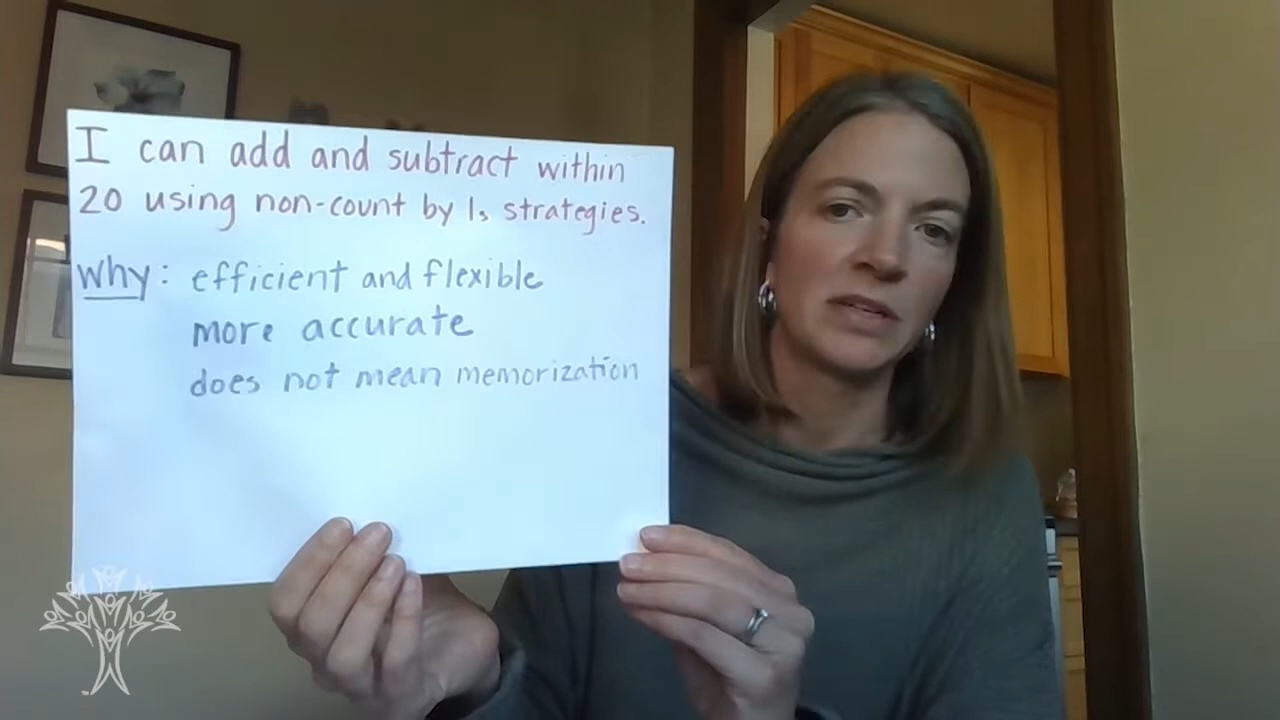 I can add and subtract within
20 using non-count by 1s strategies.
why: efficient and flexible
more accurate
does not mean memorization